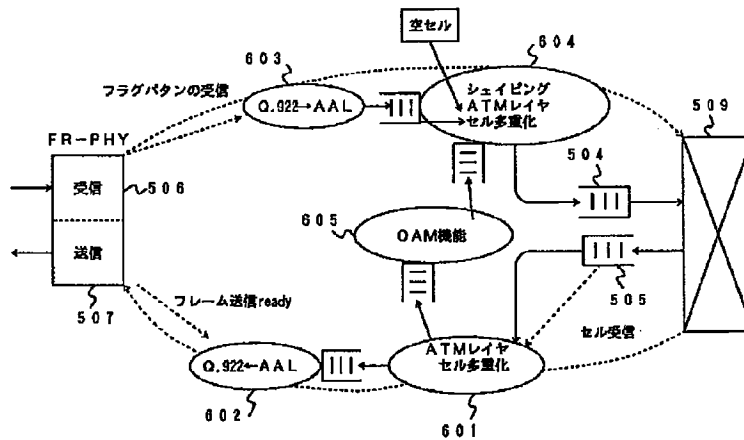 空セル
604
603
フラグパタンの受信
Q.922→AAL
シェイピング
ATMレイヤ
セル多重化
509
FR-PHY
受信
506
504
605
OAM機能
送信
507
フレーム送信ready
505
セル受信
Q.922←AAL
602
ATMレイヤ
セル多重化
601